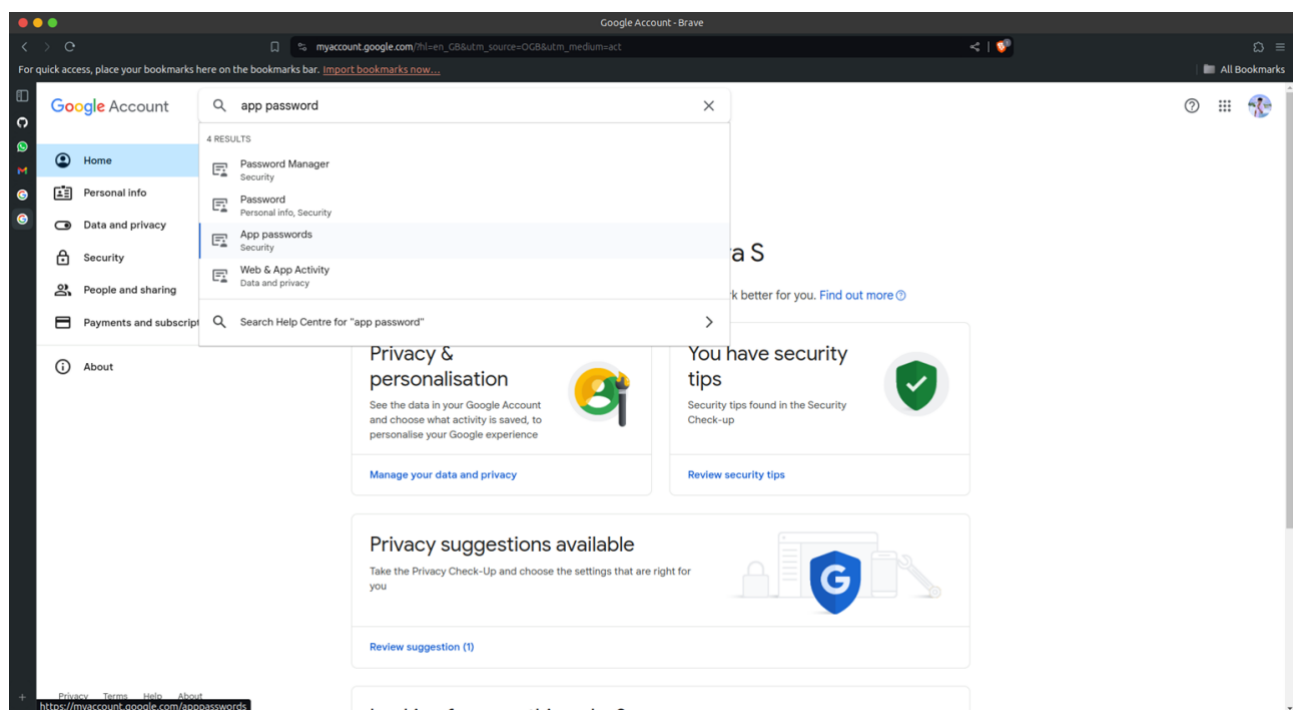 Google Account - Brave
myaccount.google.com/?hl=en_GB&utm_source=OGB&utm_medium=act
For quick access, place your bookmarks here on the bookmarks bar. Import bookmarks now...
All Bookmarks
Google Account
app password
4 RESULTS
Password Manager
Security
Password
Personal info, Security
App passwords
Security
Web & App Activity
Data and privacy
Search Help Centre for "app password"
Home
Personal info
Data and privacy
Security
People and sharing
Payments and subscript
About
a S
k better for you. Find out more
Privacy &
personalisation
See the data in your Google Account
and choose what activity is saved, to
personalise your Google experience
Manage your data and privacy
You have security
tips
Security tips found in the Security
Check-up
Review security tips
Privacy suggestions available
Take the Privacy Check-Up and choose the settings that are right for
you
G
Review suggestion (1)
Privacy Terms Help About
https://myaccount.google.com/apppasswords